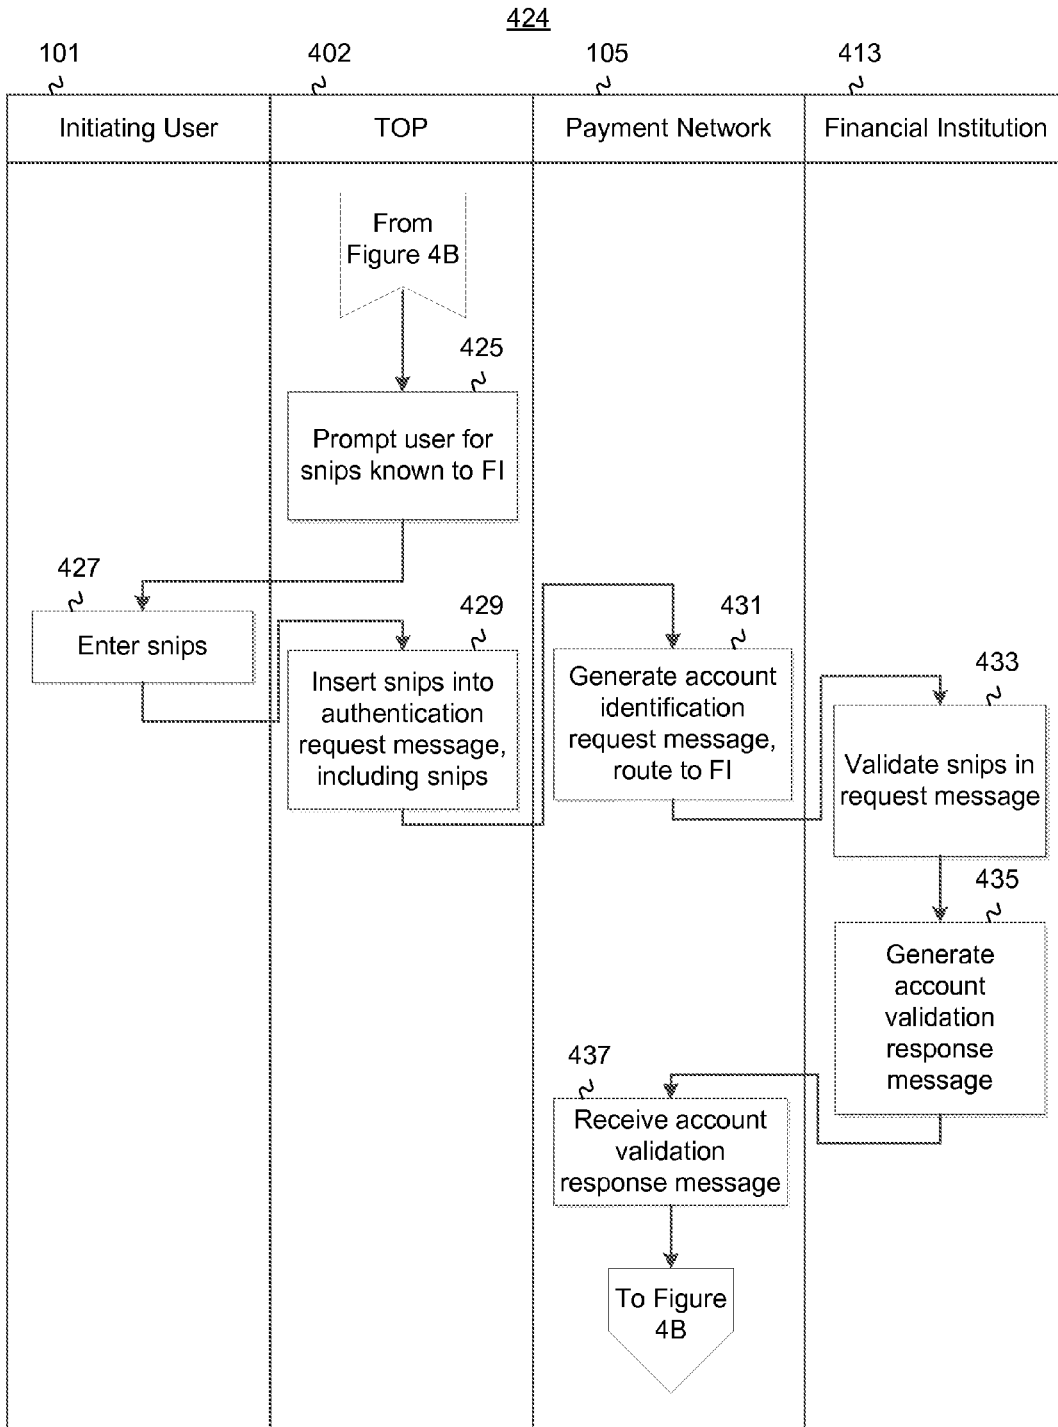 424
101
402
105
413
Initiating User
TOP
Payment Network
Financial Institution
From
Figure 4B
425
Prompt user for
snips known to FI
427
Enter snips
429
Insert snips into
authentication
request message,
including snips
431
Generate account
identification
request message,
route to FI
433
Validate snips in
request message
435
Generate
account
validation
response
message
437
Receive account
validation
response message
To Figure
4B